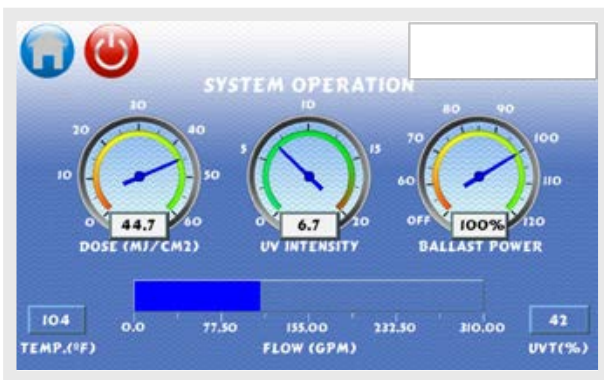 SYSTEM OPERATION
0 10 20 30 40 50 60
44.7
DOSE (MJ/CM2)
0 5 10 15 20
6.7
UV INTENSITY
OFF 60 70 80 90 100 110 120
100%
BALLAST POWER
104
TEMP.(ºF)
0.0 77.50 155.00 232.50 310.00
FLOW (GPM)
42
UVT(%)